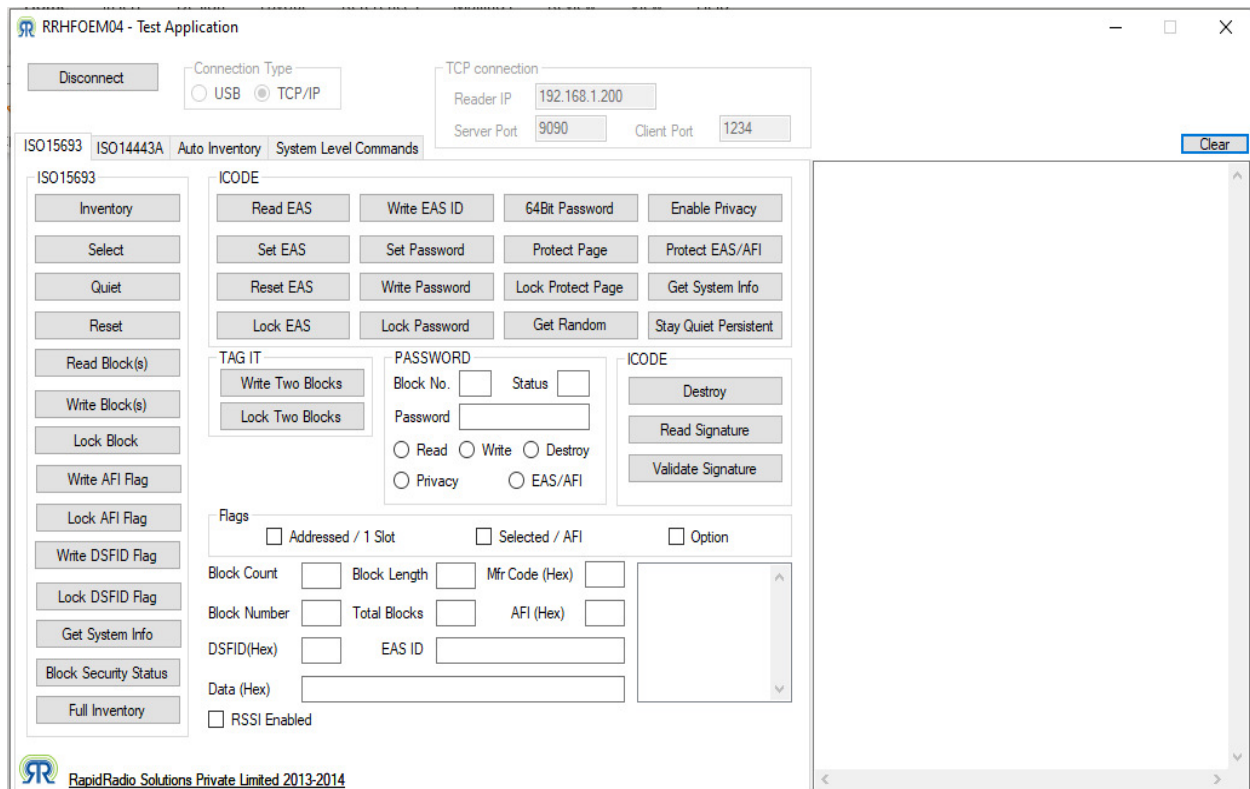 RRHFOEM04 - Test Application
Disconnect
Connection Type
USB TCP/IP
TCP connection
Reader IP 192.168.1.200
Server Port 9090 Client Port 1234
ISO15693 ISO14443A Auto Inventory System Level Commands
Clear
ISO15693
Inventory
Select
Quiet
Reset
Read Block(s)
Write Block(s)
Lock Block
Write AFI Flag
Lock AFI Flag
Write DSFID Flag
Lock DSFID Flag
Get System Info
Block Security Status
Full Inventory
ICODE
Read EAS Write EAS ID 64Bit Password Enable Privacy
Set EAS Set Password Protect Page Protect EAS/AFI
Reset EAS Write Password Lock Protect Page Get System Info
Lock EAS Lock Password Get Random Stay Quiet Persistent
TAG IT
Write Two Blocks
Lock Two Blocks
PASSWORD
Block No. Status
Password
Read Write Destroy
Privacy EAS/AFI
ICODE
Destroy
Read Signature
Validate Signature
Flags
Addressed / 1 Slot Selected / AFI Option
Block Count Block Length Mfr Code (Hex)
Block Number Total Blocks AFI (Hex)
DSFID(Hex) EAS ID
Data (Hex)
RSSI Enabled
RapidRadio Solutions Private Limited 2013-2014